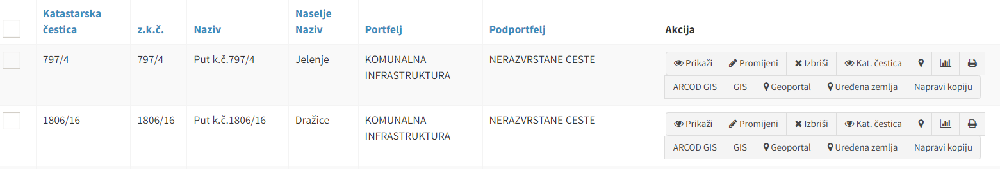 Katastarska čestica z.k.č. Naziv Naselje Naziv Portfelj Podportfelj Akcija
797/4 797/4 Put k.č.797/4 Jelenje KOMUNALNA INFRASTRUKTURA NERAZVRSTANE CESTE Prikaži Promijeni Izbriši Kat. čestica
ARCOD GIS GIS Geoportal Uređena zemlja Napravi kopiju
1806/16 1806/16 Put k.č.1806/16 Dražice KOMUNALNA INFRASTRUKTURA NERAZVRSTANE CESTE Prikaži Promijeni Izbriši Kat. čestica
ARCOD GIS GIS Geoportal Uređena zemlja Napravi kopiju